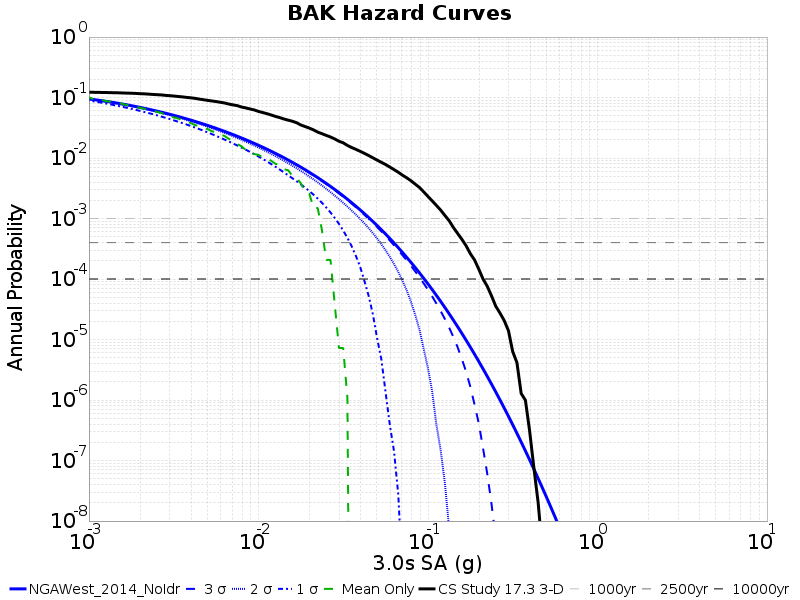 BAK Hazard Curves
10^0
10^-1
10^-2
10^-3
10^-4
10^-5
10^-6
10^-7
10^-8
Annual Probability
10^-3 10^-2 10^-1 10^0 10^1
3.0s SA (g)
NGAWest_2014_NoIdr 3 σ 2 σ 1 σ Mean Only CS Study 17.3 3-D 1000yr 2500yr 10000yr